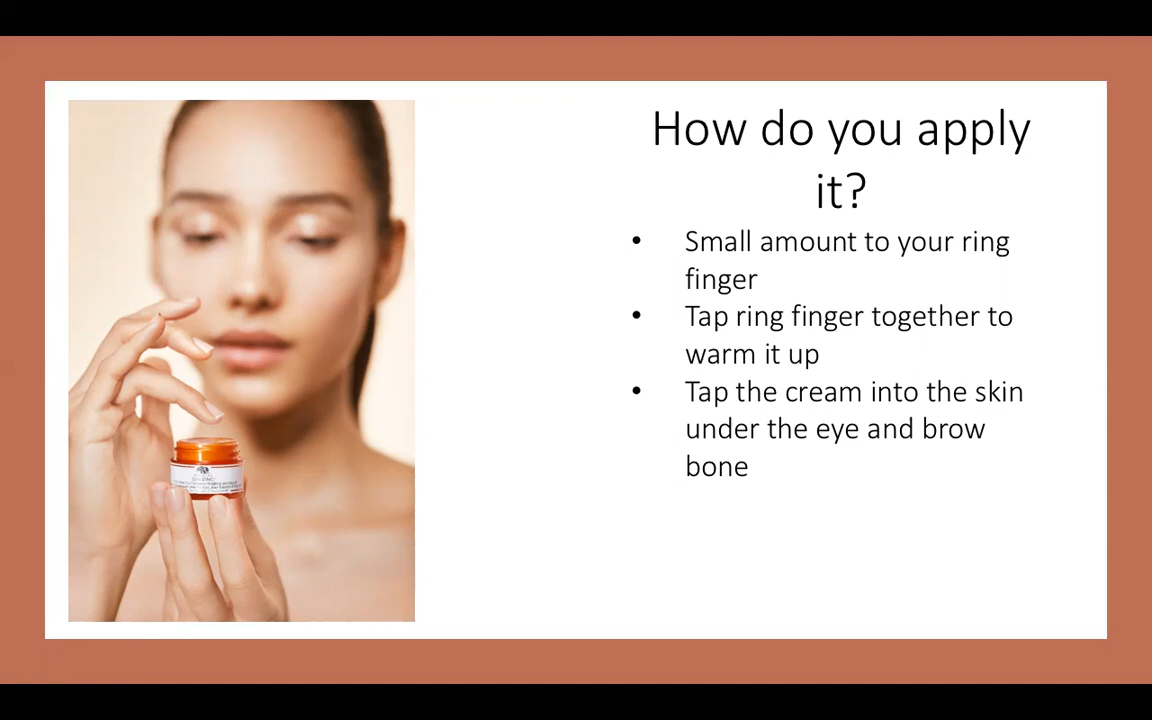 How do you apply
it?
• Small amount to your ring
finger
• Tap ring finger together to
warm it up
• Tap the cream into the skin
under the eye and brow
bone